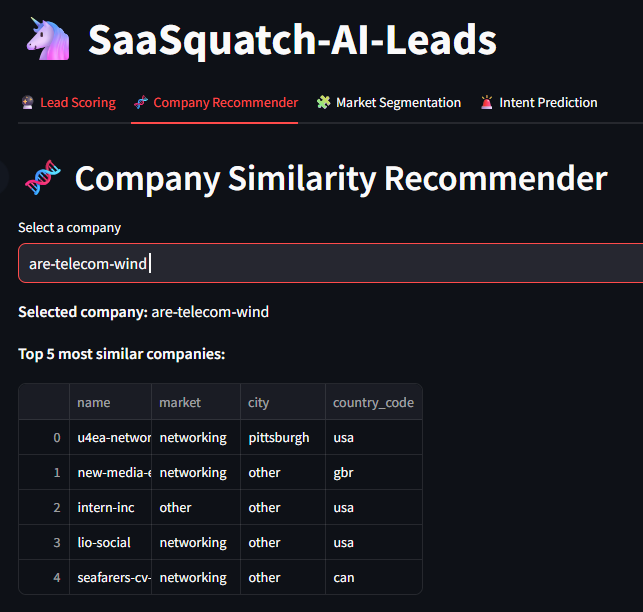 SaaSquatch-AI-Leads
Lead Scoring Company Recommender Market Segmentation Intent Prediction
Company Similarity Recommender
Select a company
are-telecom-wind
Selected company: are-telecom-wind
Top 5 most similar companies:
name market city country_code
0 u4ea-networ networking pittsburgh usa
1 new-media-e networking other gbr
2 intern-inc other other usa
3 lio-social networking other usa
4 seafarers-cv- networking other can